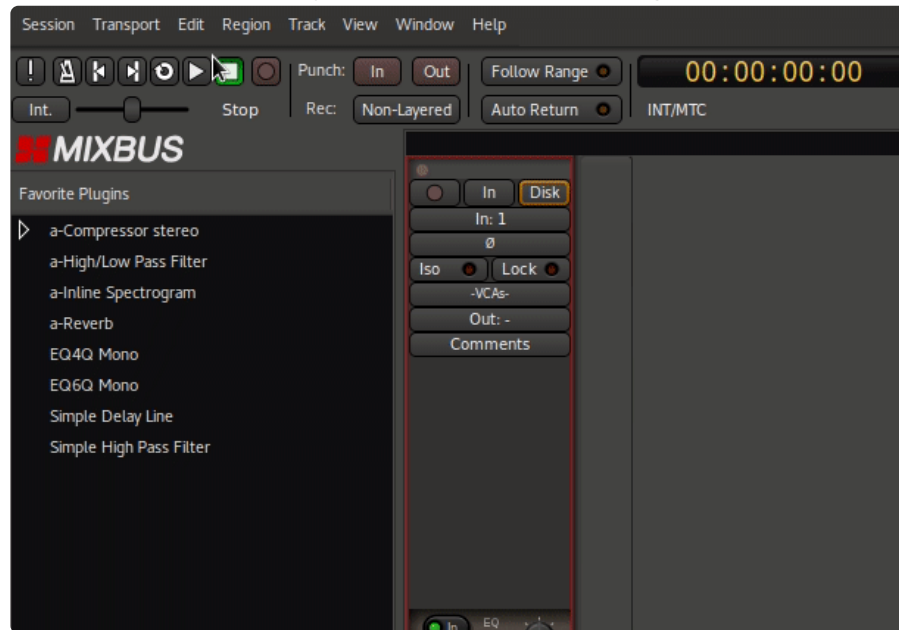 Session Transport Edit Region Track View Window Help
Punch: In Out Follow Range 00:00:00:00
Int. Stop Rec: Non-Layered Auto Return INT/MTC
MIXBUS
Favorite Plugins
a-Compressor stereo
a-High/Low Pass Filter
a-Inline Spectrogram
a-Reverb
EQ4Q Mono
EQ6Q Mono
Simple Delay Line
Simple High Pass Filter
In Disk
In: 1
Ø
Iso Lock
-VCAs-
Out: -
Comments
In EQ